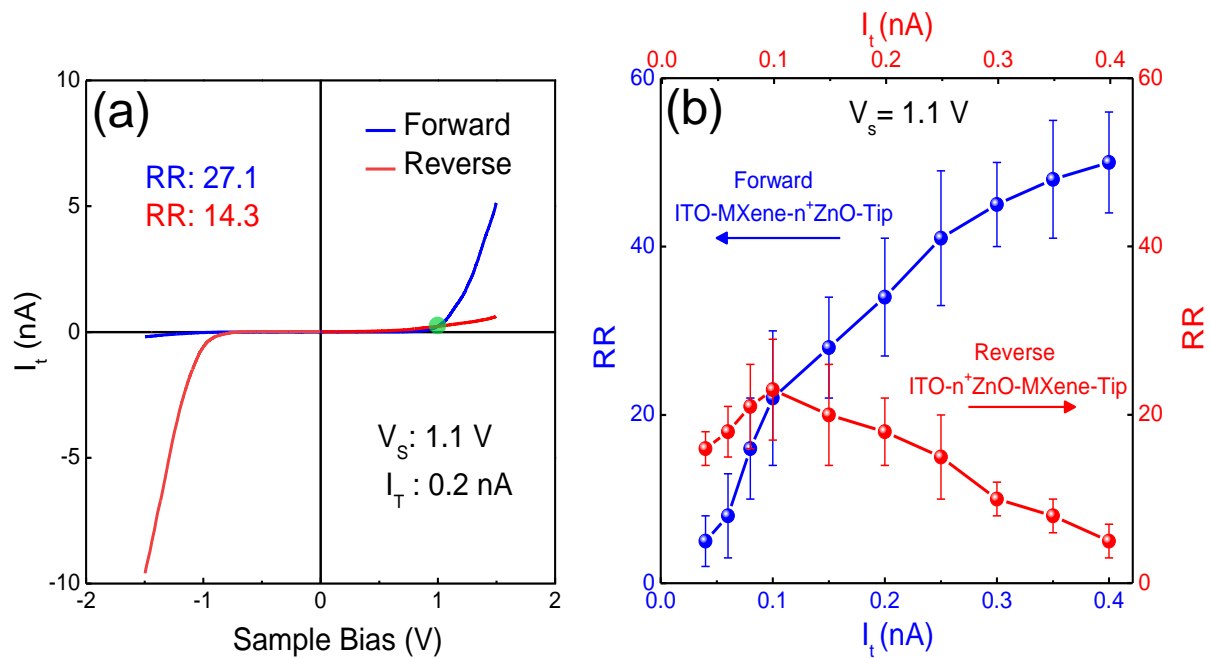 (a)
Forward
Reverse
RR: 27.1
RR: 14.3
V_S: 1.1 V
I_T : 0.2 nA
10
5
0
-5
-10
I_t (nA)
-2
-1
0
1
2
Sample Bias (V)
I_t (nA)
0.0
0.1
0.2
0.3
0.4
(b)
V_s= 1.1 V
Forward
ITO-MXene-n⁺ZnO-Tip
Reverse
ITO-n⁺ZnO-MXene-Tip
60
40
20
0
RR
60
40
20
0
RR
0.0
0.1
0.2
0.3
0.4
I_t (nA)